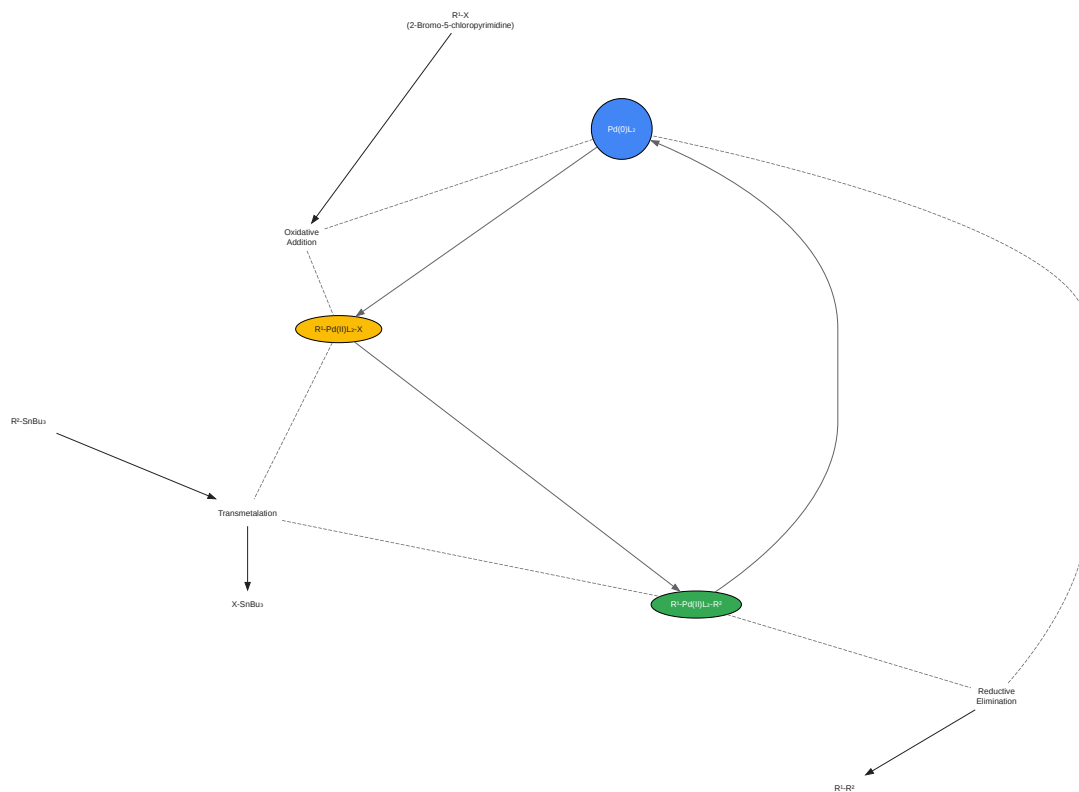 R¹-X
(2-Bromo-5-chloropyrimidine)
Pd(0)L₂
Oxidative
Addition
R¹-Pd(II)L₂-X
R²-SnBu₃
Transmetalation
X-SnBu₃
R¹-Pd(II)L₂-R²
Reductive
Elimination
R¹-R²